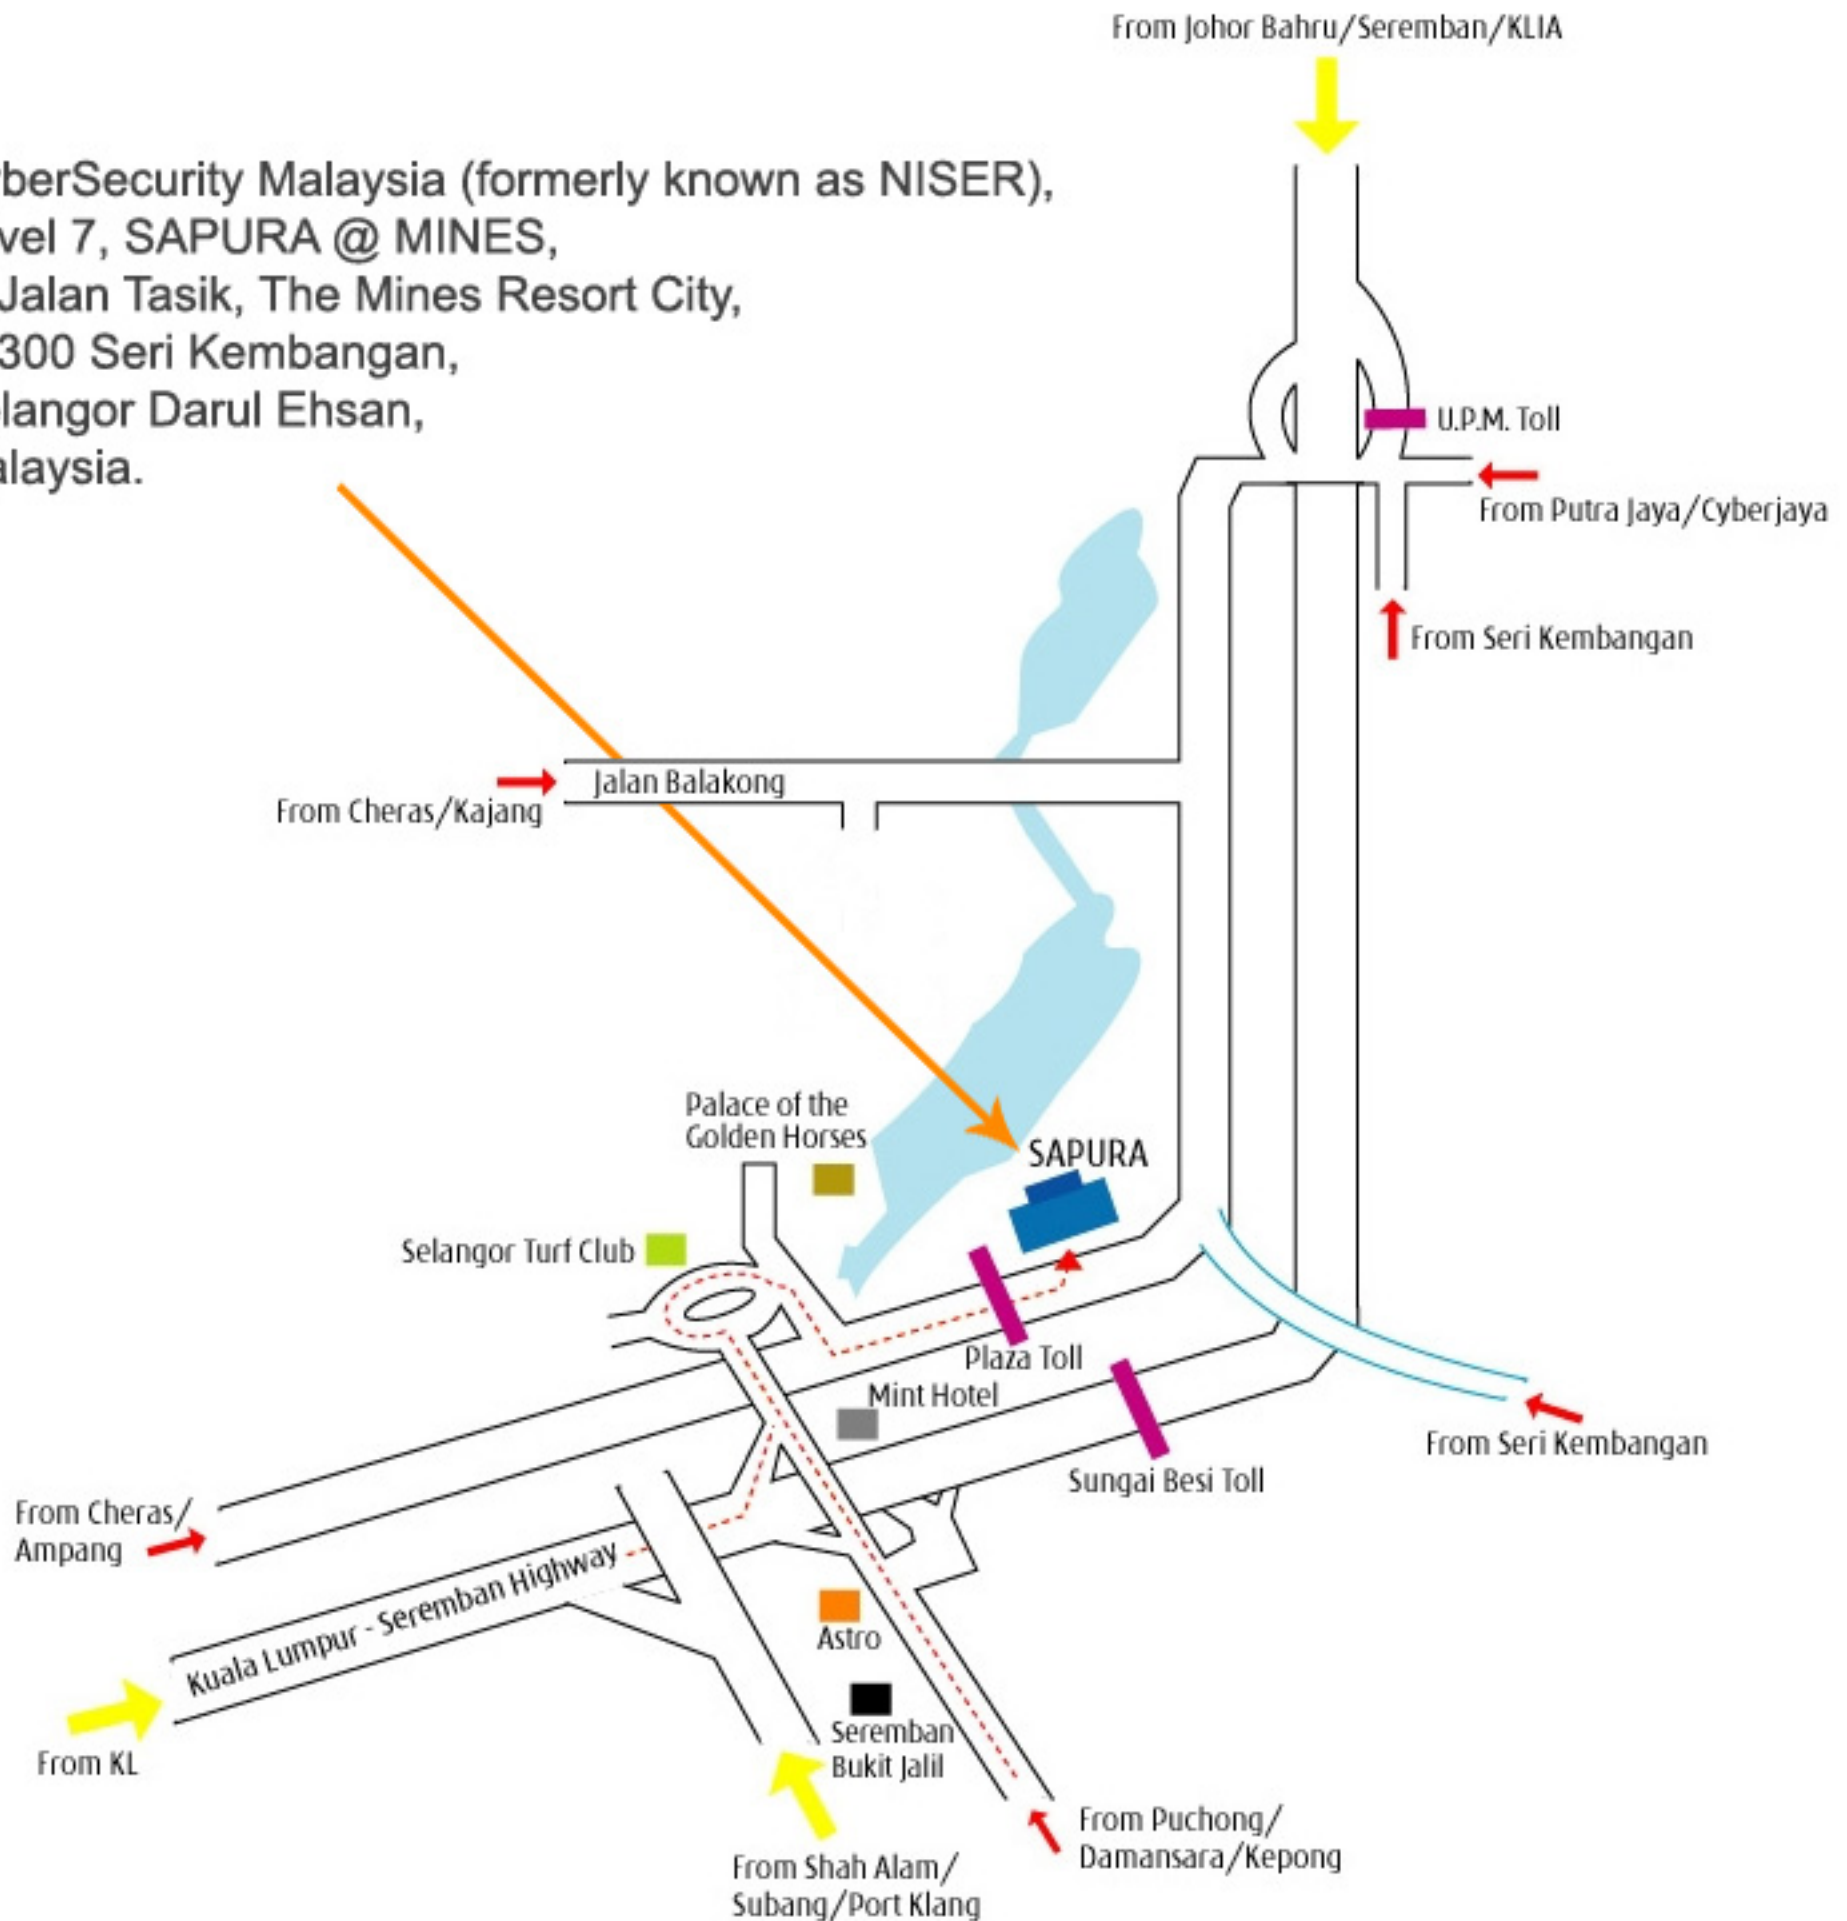 From Johor Bahru/Seremban/KLIA
berSecurity Malaysia (formerly known as NISER),
vel 7, SAPURA @ MINES,
Jalan Tasik, The Mines Resort City,
300 Seri Kembangan,
langor Darul Ehsan,
alaysia.
U.P.M. Toll
From Putra Jaya/Cyberjaya
From Seri Kembangan
Jalan Balakong
From Cheras/Kajang
Palace of the
Golden Horses
SAPURA
Selangor Turf Club
Plaza Toll
Mint Hotel
From Seri Kembangan
Sungai Besi Toll
From Cheras/
Ampang
Kuala Lumpur - Seremban Highway
Astro
From KL
Seremban
Bukit Jalil
From Puchong/
Damansara/Kepong
From Shah Alam/
Subang/Port Klang